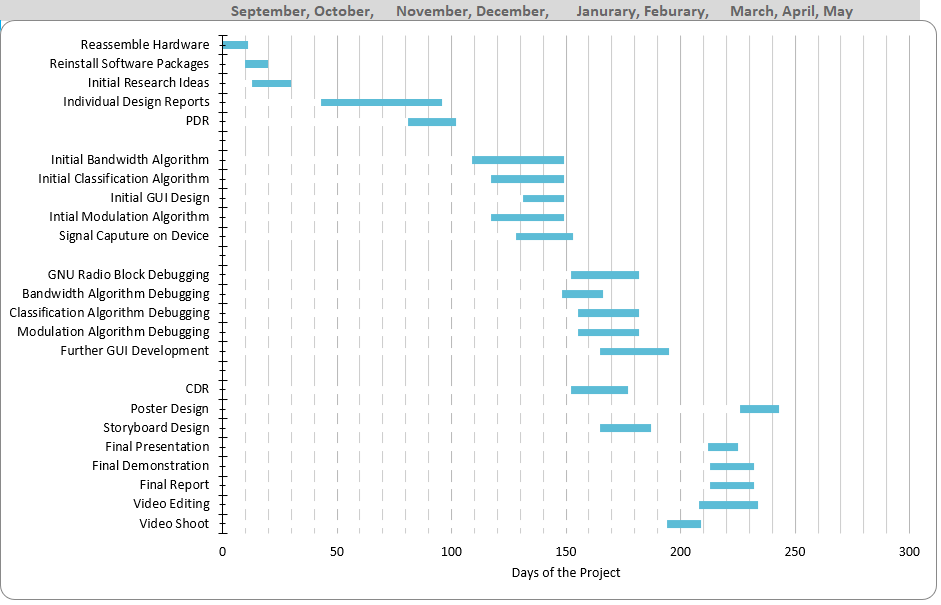 September, October, November, December, Janurary, Feburary, March, April, May
Reassemble Hardware
Reinstall Software Packages
Initial Research Ideas
Individual Design Reports
PDR
Initial Bandwidth Algorithm
Initial Classification Algorithm
Initial GUI Design
Intial Modulation Algorithm
Signal Caputure on Device
GNU Radio Block Debugging
Bandwidth Algorithm Debugging
Classification Algorithm Debugging
Modulation Algorithm Debugging
Further GUI Development
CDR
Poster Design
Storyboard Design
Final Presentation
Final Demonstration
Final Report
Video Editing
Video Shoot
0 50 100 150 200 250 300
Days of the Project